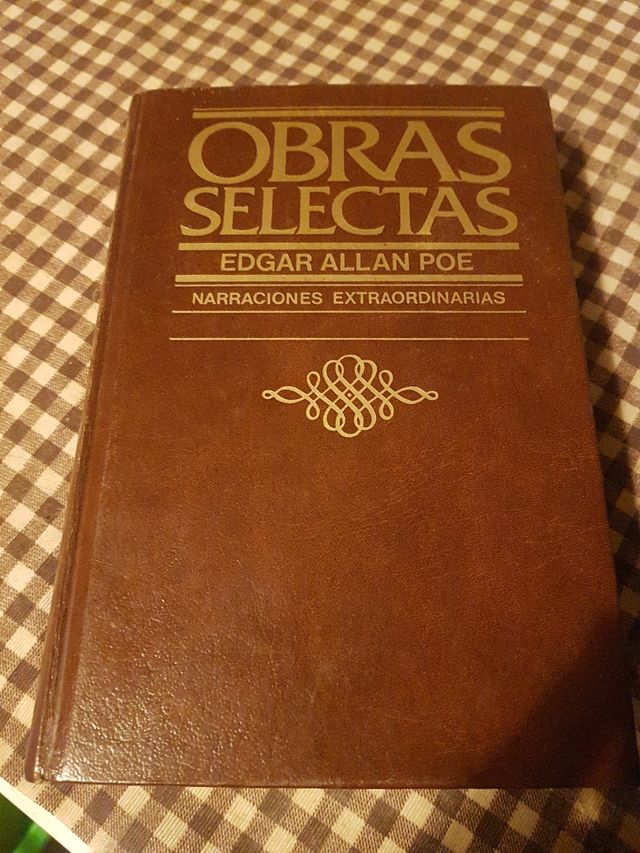 OBRAS
SELECTAS
EDGAR ALLAN POE
NARRACIONES EXTRAORDINARIAS